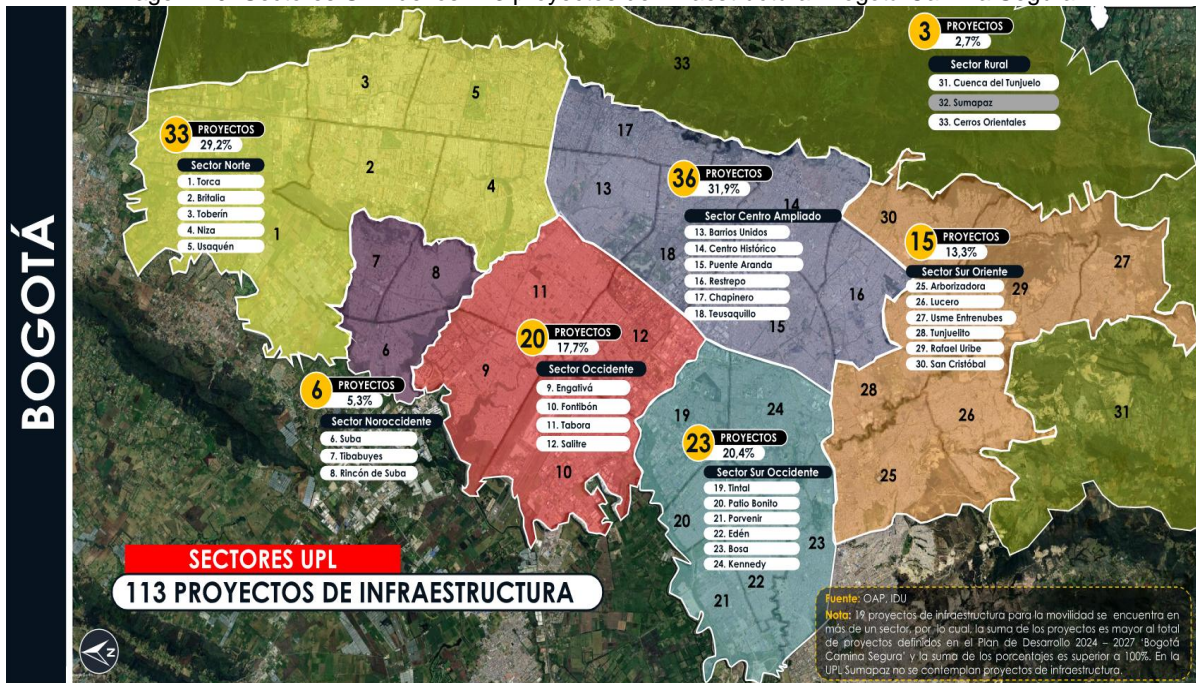 BOGOTÁ
3 PROYECTOS
2,7%
Sector Rural
31. Cuenca del Tunjuelo
32. Sumapaz
33. Cerros Orientales
33 PROYECTOS
29,2%
Sector Norte
1. Torca
2. Britalia
3. Toberín
4. Niza
5. Usaquén
36 PROYECTOS
31,9%
Sector Centro Ampliado
13. Barrios Unidos
14. Centro Histórico
15. Puente Aranda
16. Restrepo
17. Chapinero
18. Teusaquillo
15 PROYECTOS
13,3%
Sector Sur Oriente
25. Arborizadora
26. Lucero
27. Usme Entrenubes
28. Tunjuelito
29. Rafael Uribe
30. San Cristóbal
20 PROYECTOS
17,7%
Sector Occidente
9. Engativá
10. Fontibón
11. Tabora
12. Salitre
6 PROYECTOS
5,3%
Sector Noroccidente
6. Suba
7. Tibabuyes
8. Rincón de Suba
23 PROYECTOS
20,4%
Sector Sur Occidente
19. Tintal
20. Patio Bonito
21. Porvenir
22. Edén
23. Bosa
24. Kennedy
33
3
5
17
2
13
4
14
30
1
7
8
18
16
27
29
11
12
15
6
9
28
19
24
26
31
10
25
20
23
22
21
SECTORES UPL
113 PROYECTOS DE INFRAESTRUCTURA
N
Fuente: OAP, IDU
Nota: 19 proyectos de infraestructura para la movilidad se encuentra en
más de un sector, por lo cual, la suma de los proyectos es mayor al total
de proyectos definidos en el Plan de Desarrollo 2024 – 2027 'Bogotá
Camina Segura' y la suma de los porcentajes es superior a 100%. En la
UPL Sumapaz no se contemplan proyectos de infraestructura.